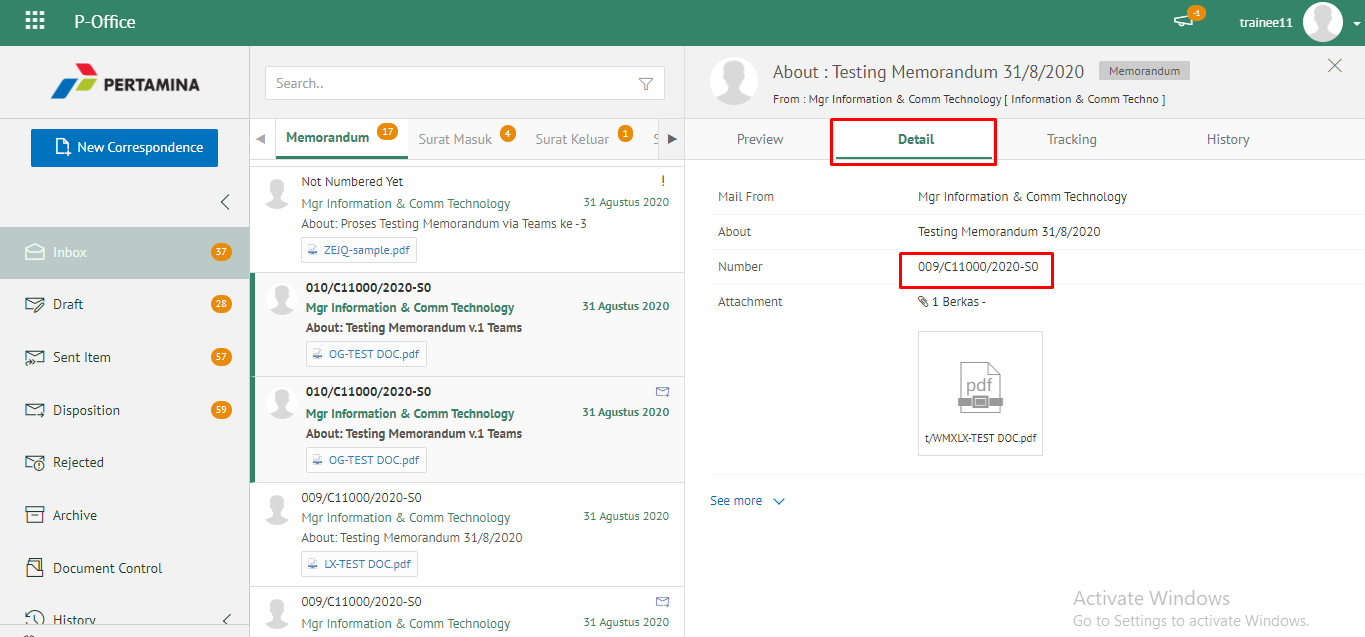 P-Office
-1
trainee11
PERTAMINA
New Correspondence
Inbox 37
Draft 28
Sent Item 57
Disposition 59
Rejected
Archive
Document Control
History
Search..
Memorandum 17 Surat Masuk 4 Surat Keluar 1 S
Not Numbered Yet !
Mgr Information & Comm Technology 31 Agustus 2020
About: Proses Testing Memorandum via Teams ke -3
ZEJQ-sample.pdf
010/C11000/2020-S0
Mgr Information & Comm Technology 31 Agustus 2020
About: Testing Memorandum v.1 Teams
OG-TEST DOC.pdf
010/C11000/2020-S0
Mgr Information & Comm Technology 31 Agustus 2020
About: Testing Memorandum v.1 Teams
OG-TEST DOC.pdf
009/C11000/2020-S0
Mgr Information & Comm Technology 31 Agustus 2020
About: Testing Memorandum 31/8/2020
LX-TEST DOC.pdf
009/C11000/2020-S0
Mgr Information & Comm Technology 31 Agustus 2020
About : Testing Memorandum 31/8/2020 Memorandum
From : Mgr Information & Comm Technology [ Information & Comm Techno ]
Preview Detail Tracking History
Mail From Mgr Information & Comm Technology
About Testing Memorandum 31/8/2020
Number 009/C11000/2020-S0
Attachment 1 Berkas -
pdf
t/WMXLX-TEST DOC.pdf
See more
Activate Windows
Go to Settings to activate Windows.